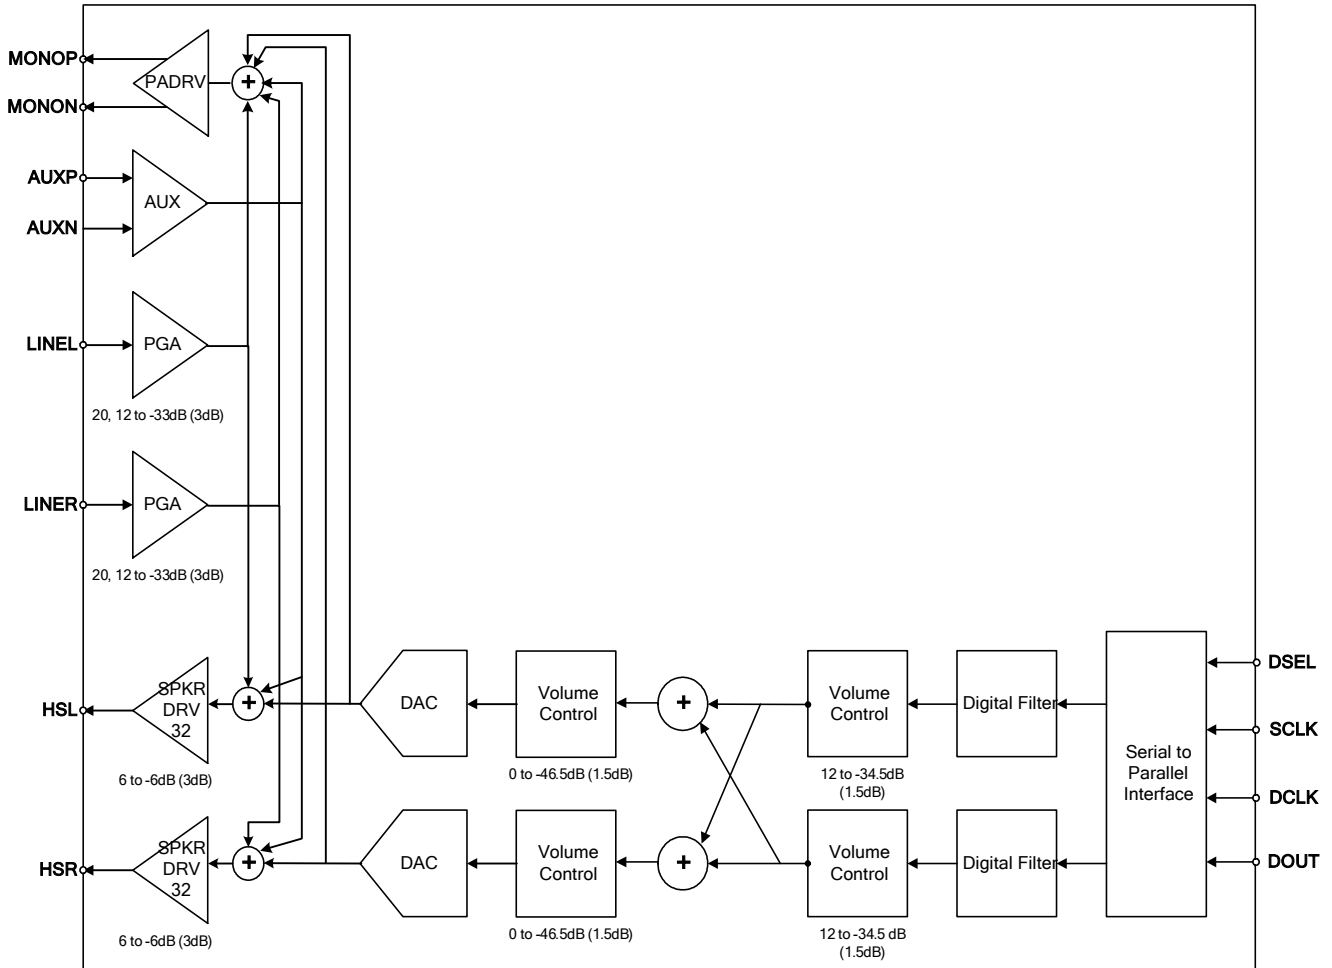 MONOP
PADRV
+
MONON
AUXP
AUX
AUXN
LINEL
PGA
20, 12 to -33dB (3dB)
LINER
PGA
20, 12 to -33dB (3dB)
HSL
SPKR
DRV
32
6 to -6dB (3dB)
+
DAC
Volume
Control
0 to -46.5dB (1.5dB)
+
Volume
Control
12 to -34.5dB
(1.5dB)
Digital Filter
Serial to
Parallel
Interface
DSEL
SCLK
DCLK
DOUT
HSR
SPKR
DRV
32
6 to -6dB (3dB)
+
DAC
Volume
Control
0 to -46.5dB (1.5dB)
+
Volume
Control
12 to -34.5 dB
(1.5dB)
Digital Filter